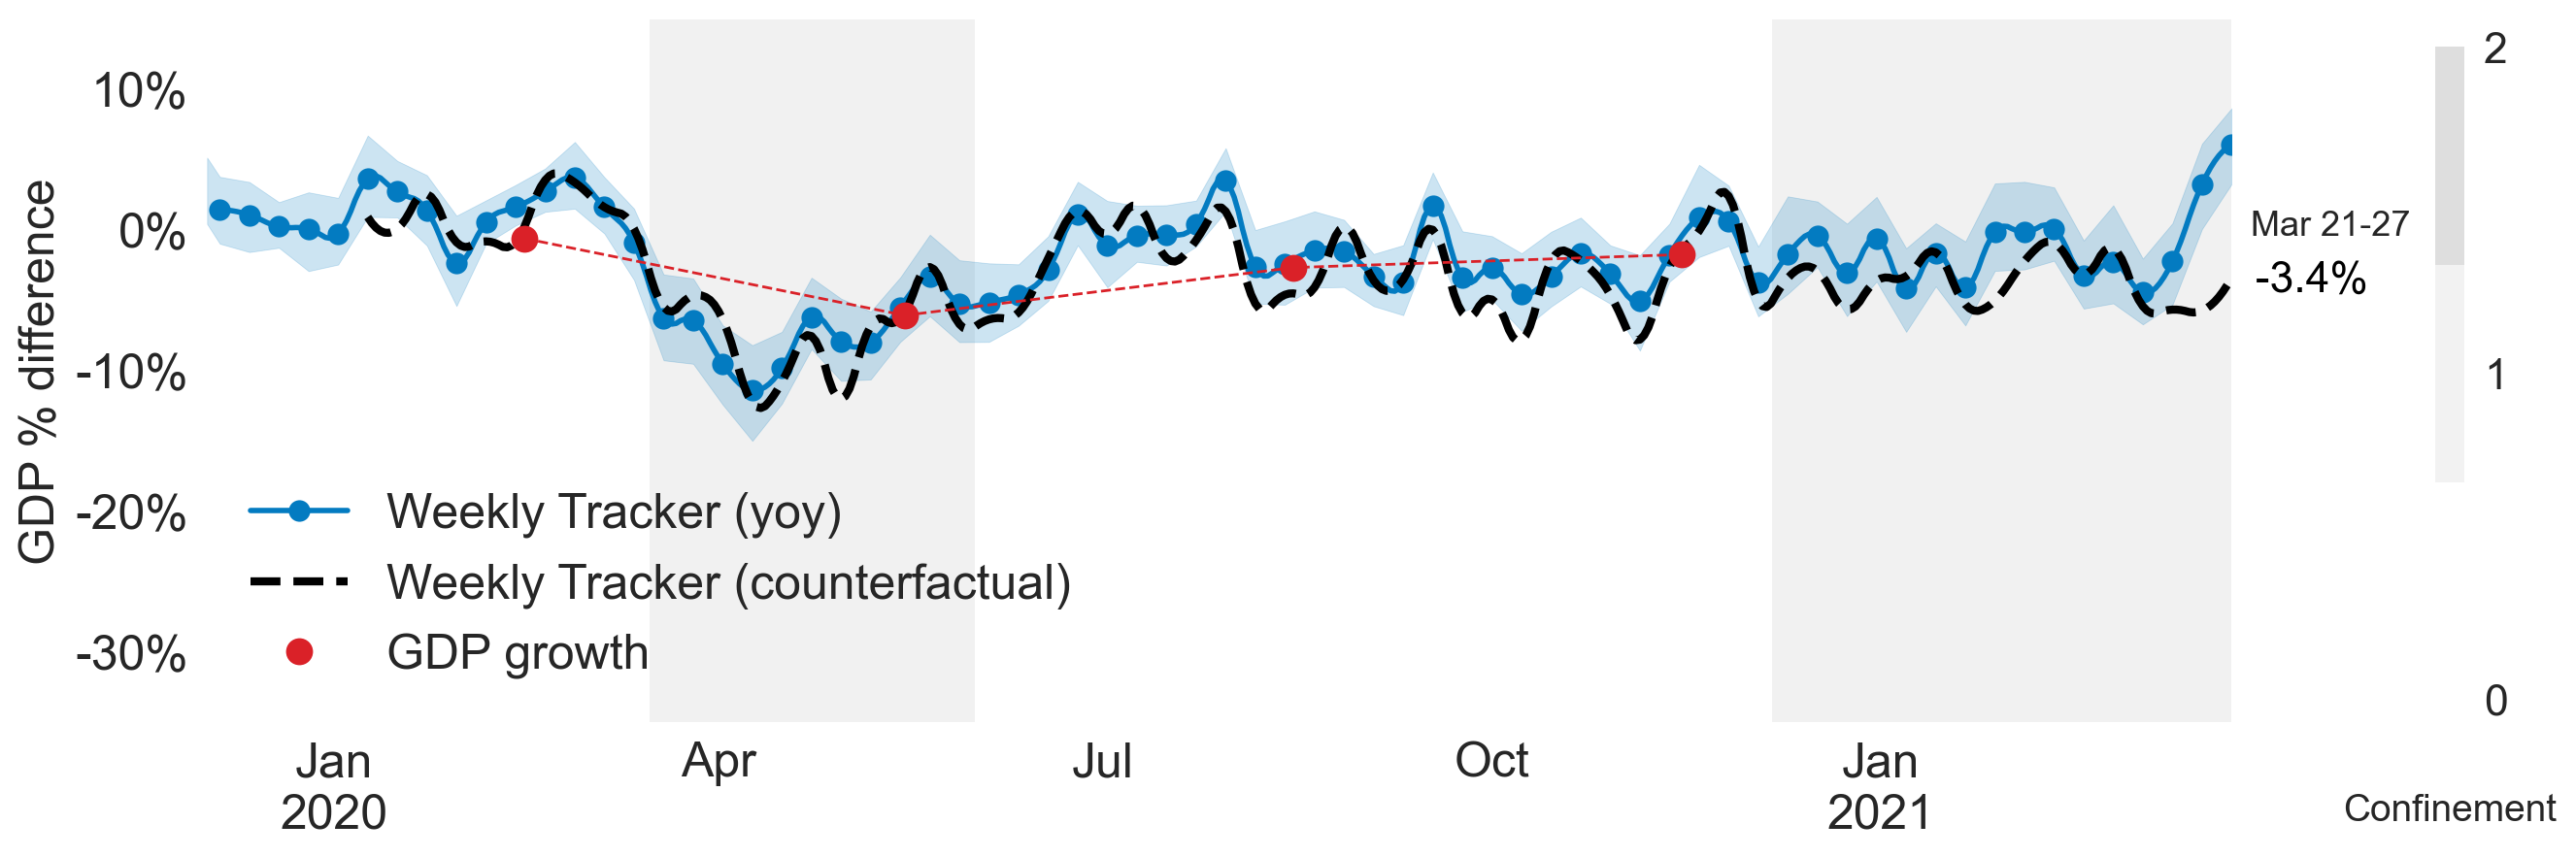 GDP % difference
10%
0%
-10%
-20%
-30%
Weekly Tracker (yoy)
Weekly Tracker (counterfactual)
GDP growth
Jan
2020
Apr
Jul
Oct
Jan
2021
Mar 21-27
-3.4%
2
1
0
Confinement